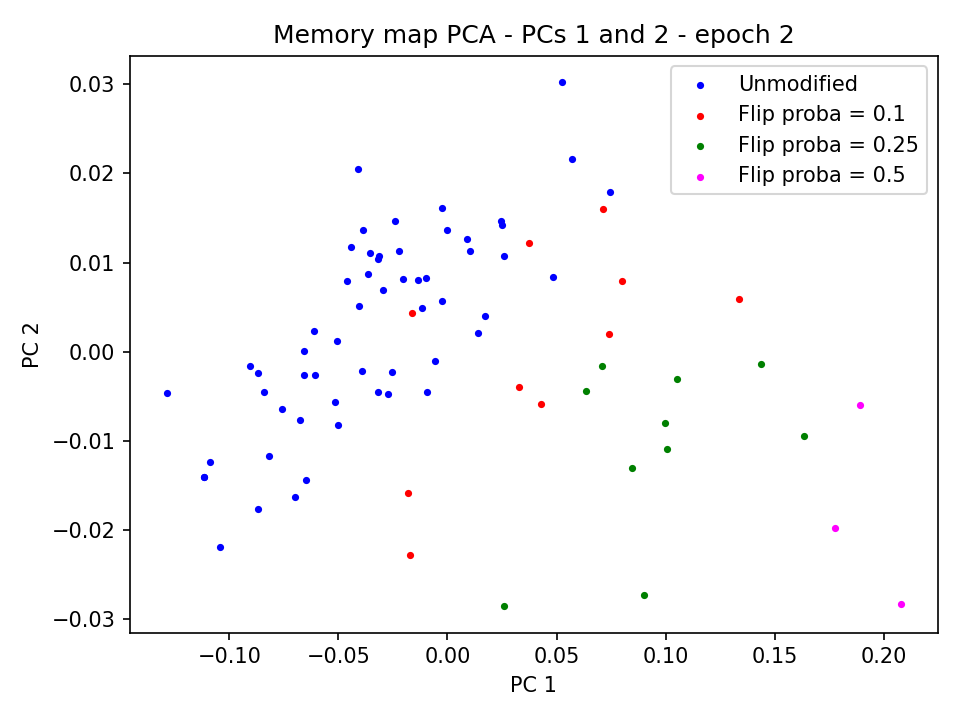 Memory map PCA - PCs 1 and 2 - epoch 2
Unmodified
Flip proba = 0.1
Flip proba = 0.25
Flip proba = 0.5
PC 2
0.03
0.02
0.01
0.00
−0.01
−0.02
−0.03
−0.10
−0.05
0.00
0.05
0.10
0.15
0.20
PC 1